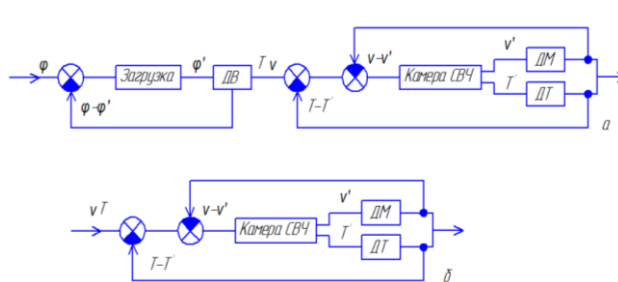 φ Загрузка φ' ДВ T v v-v' Камера СВЧ v' ДМ
T' ДТ
φ-φ' T-T' а
v T v-v' Камера СВЧ v' ДМ
T' ДТ
T-T' б